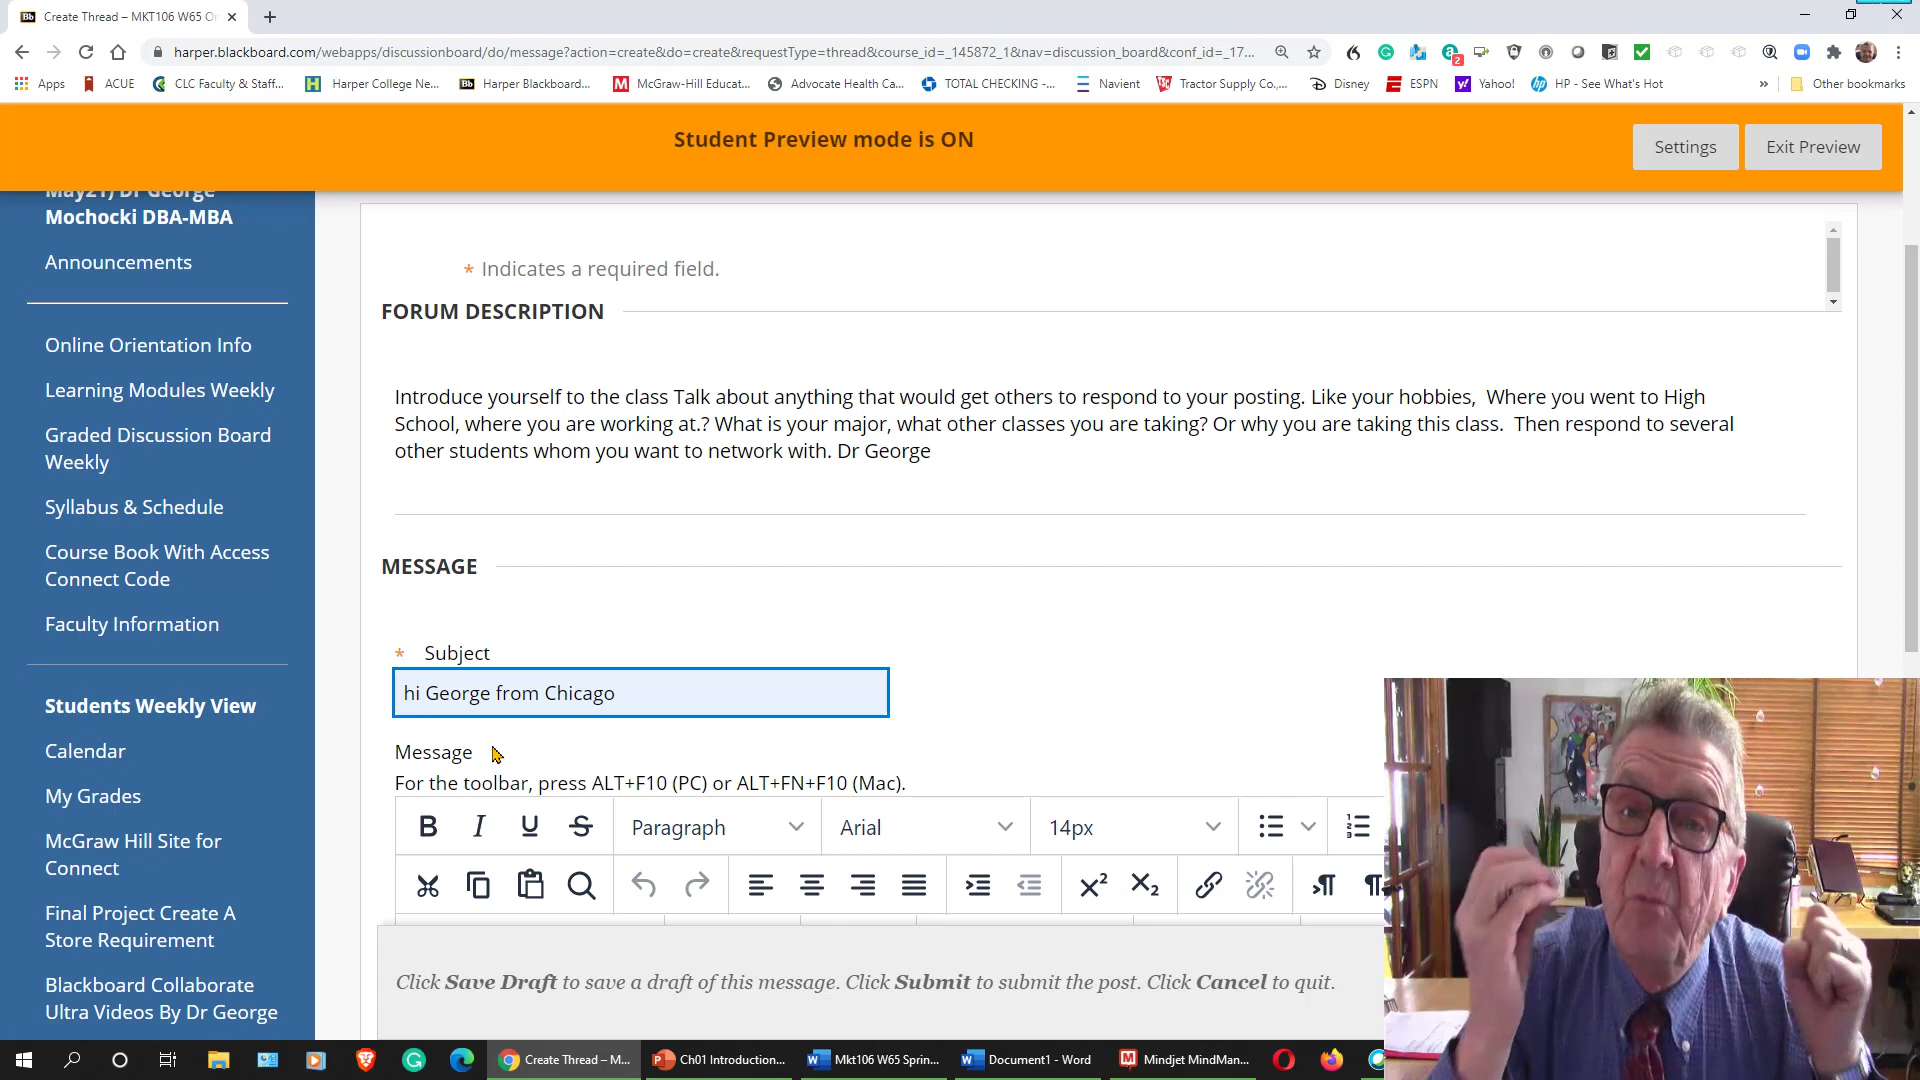 Create Thread – MKT106 W65 On
harper.blackboard.com/webapps/discussionboard/do/message?action=create&do=create&requestType=thread&course_id=_145872_1&nav=discussion_board&conf_id=_17...
2
Apps
ACUE
CLC Faculty & Staff...
Harper College Ne...
Harper Blackboard...
McGraw-Hill Educat...
Advocate Health Ca...
TOTAL CHECKING -...
Navient
Tractor Supply Co.,...
Disney
ESPN
Yahoo!
HP - See What's Hot
»
Other bookmarks
Student Preview mode is ON
Settings
Exit Preview
May21) Dr George
Mochocki DBA-MBA
Announcements
Online Orientation Info
Learning Modules Weekly
Graded Discussion Board
Weekly
Syllabus & Schedule
Course Book With Access
Connect Code
Faculty Information
Students Weekly View
Calendar
My Grades
McGraw Hill Site for
Connect
Final Project Create A
Store Requirement
Blackboard Collaborate
Ultra Videos By Dr George
* Indicates a required field.
FORUM DESCRIPTION
Introduce yourself to the class Talk about anything that would get others to respond to your posting. Like your hobbies,  Where you went to High
School, where you are working at.? What is your major, what other classes you are taking? Or why you are taking this class.  Then respond to several
other students whom you want to network with. Dr George
MESSAGE
* Subject
hi George from Chicago
Message
For the toolbar, press ALT+F10 (PC) or ALT+FN+F10 (Mac).
B I U S Paragraph Arial 14px
X² X₂
Click Save Draft to save a draft of this message. Click Submit to submit the post. Click Cancel to quit.
Create Thread – M...
Ch01 Introduction...
Mkt106 W65 Sprin...
Document1 - Word
Mindjet MindMan...